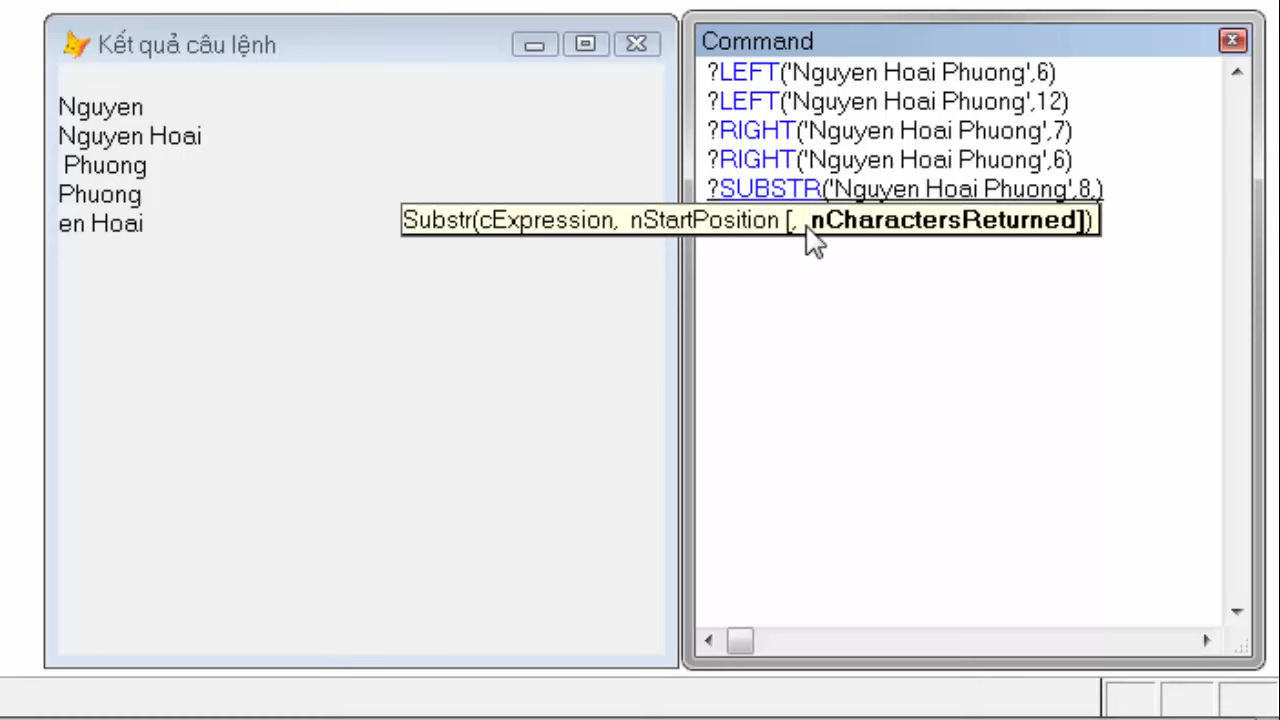 Kết quả câu lệnh
Nguyen
Nguyen Hoai
Phuong
Phuong
en Hoai
Command
?LEFT('Nguyen Hoai Phuong',6)
?LEFT('Nguyen Hoai Phuong',12)
?RIGHT('Nguyen Hoai Phuong',7)
?RIGHT('Nguyen Hoai Phuong',6)
?SUBSTR('Nguyen Hoai Phuong',8,)
Substr(cExpression, nStartPosition [, nCharactersReturned])